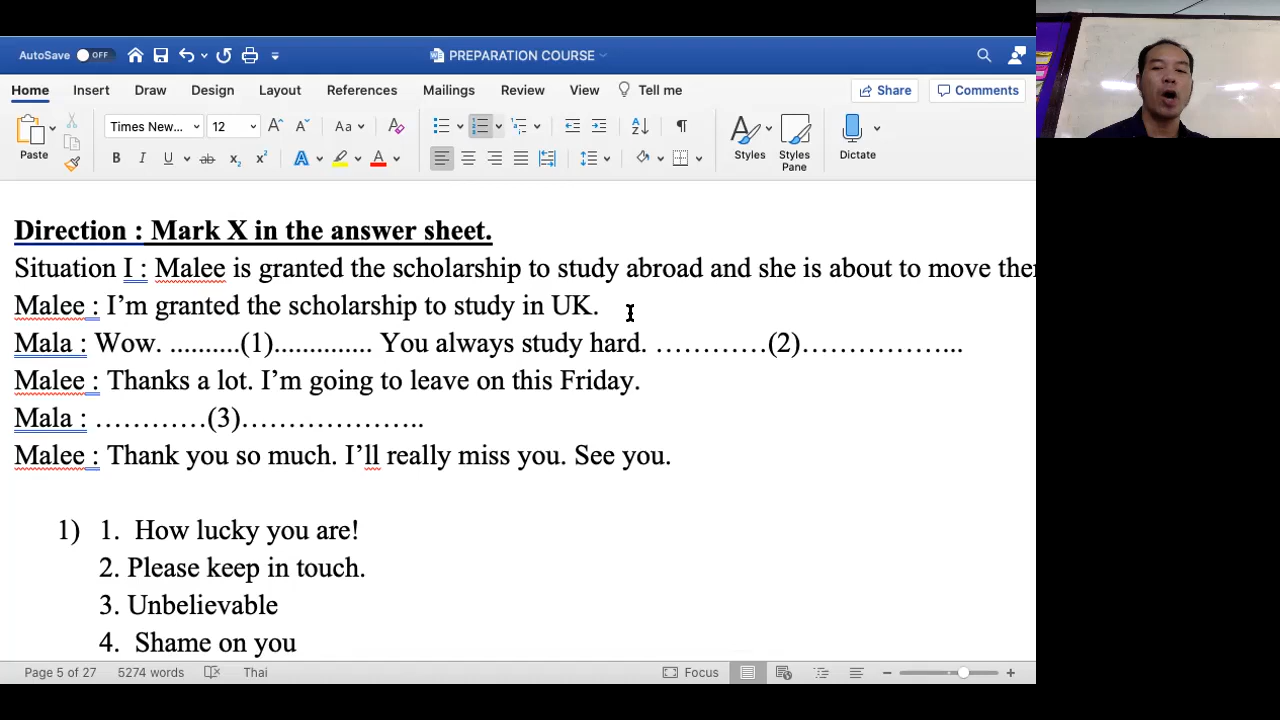 AutoSave OFF PREPARATION COURSE
Home Insert Draw Design Layout References Mailings Review View Tell me Share Comments
Times New... 12 Aa
Paste Styles Styles Pane Dictate
Direction : Mark X in the answer sheet.
Situation I : Malee is granted the scholarship to study abroad and she is about to move
Malee : I’m granted the scholarship to study in UK.
Mala : Wow. ..........(1).............. You always study hard. …………(2)……………...
Malee : Thanks a lot. I’m going to leave on this Friday.
Mala : …………(3)………………..
Malee : Thank you so much. I’ll really miss you. See you.
1) 1. How lucky you are!
2. Please keep in touch.
3. Unbelievable
4. Shame on you
Page 5 of 27 5274 words Thai Focus